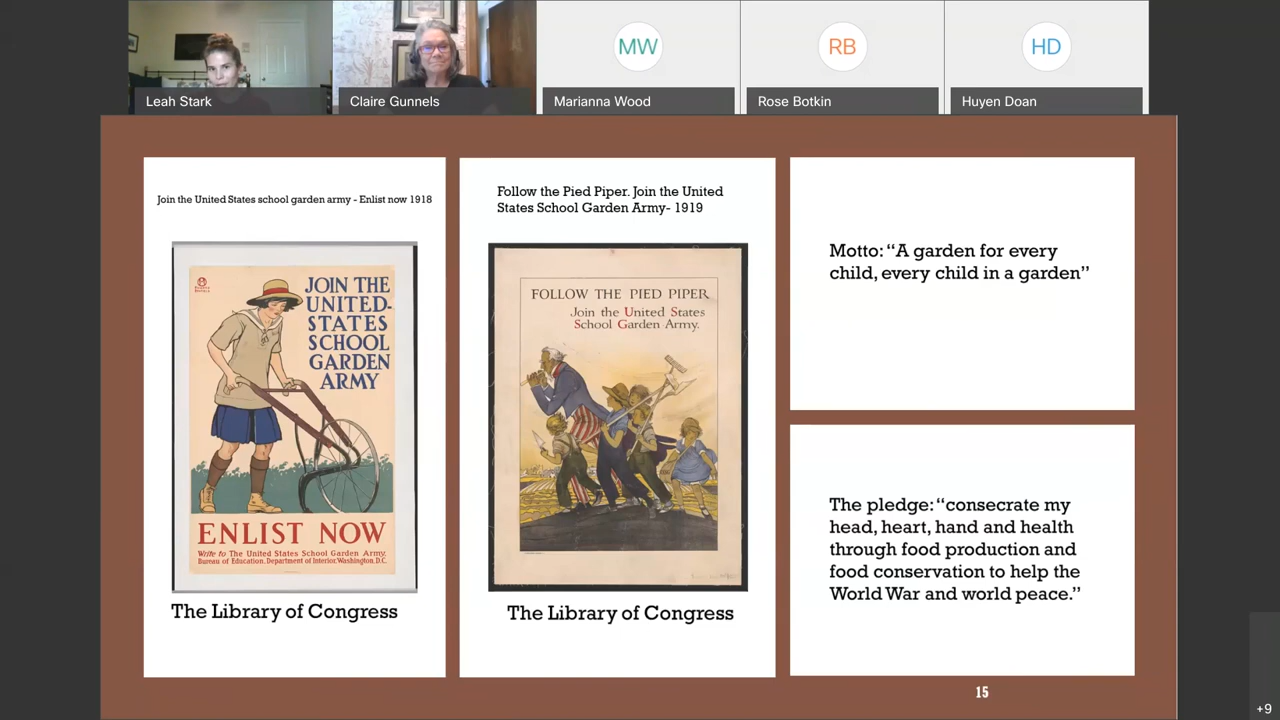 MW
RB
HD
Leah Stark
Claire Gunnels
Marianna Wood
Rose Botkin
Huyen Doan
Join the United States school garden army - Enlist now 1918
JOIN THE
UNITED-
STATES
SCHOOL
GARDEN
ARMY
ENLIST NOW
Write to The United States School Garden Army,
Bureau of Education, Department of Interior, Washington, D.C.
The Library of Congress
Follow the Pied Piper. Join the United
States School Garden Army- 1919
FOLLOW THE PIED PIPER
Join the United States
School Garden Army.
The Library of Congress
Motto: “A garden for every
child, every child in a garden”
The pledge: “consecrate my
head, heart, hand and health
through food production and
food conservation to help the
World War and world peace.”
15
+9